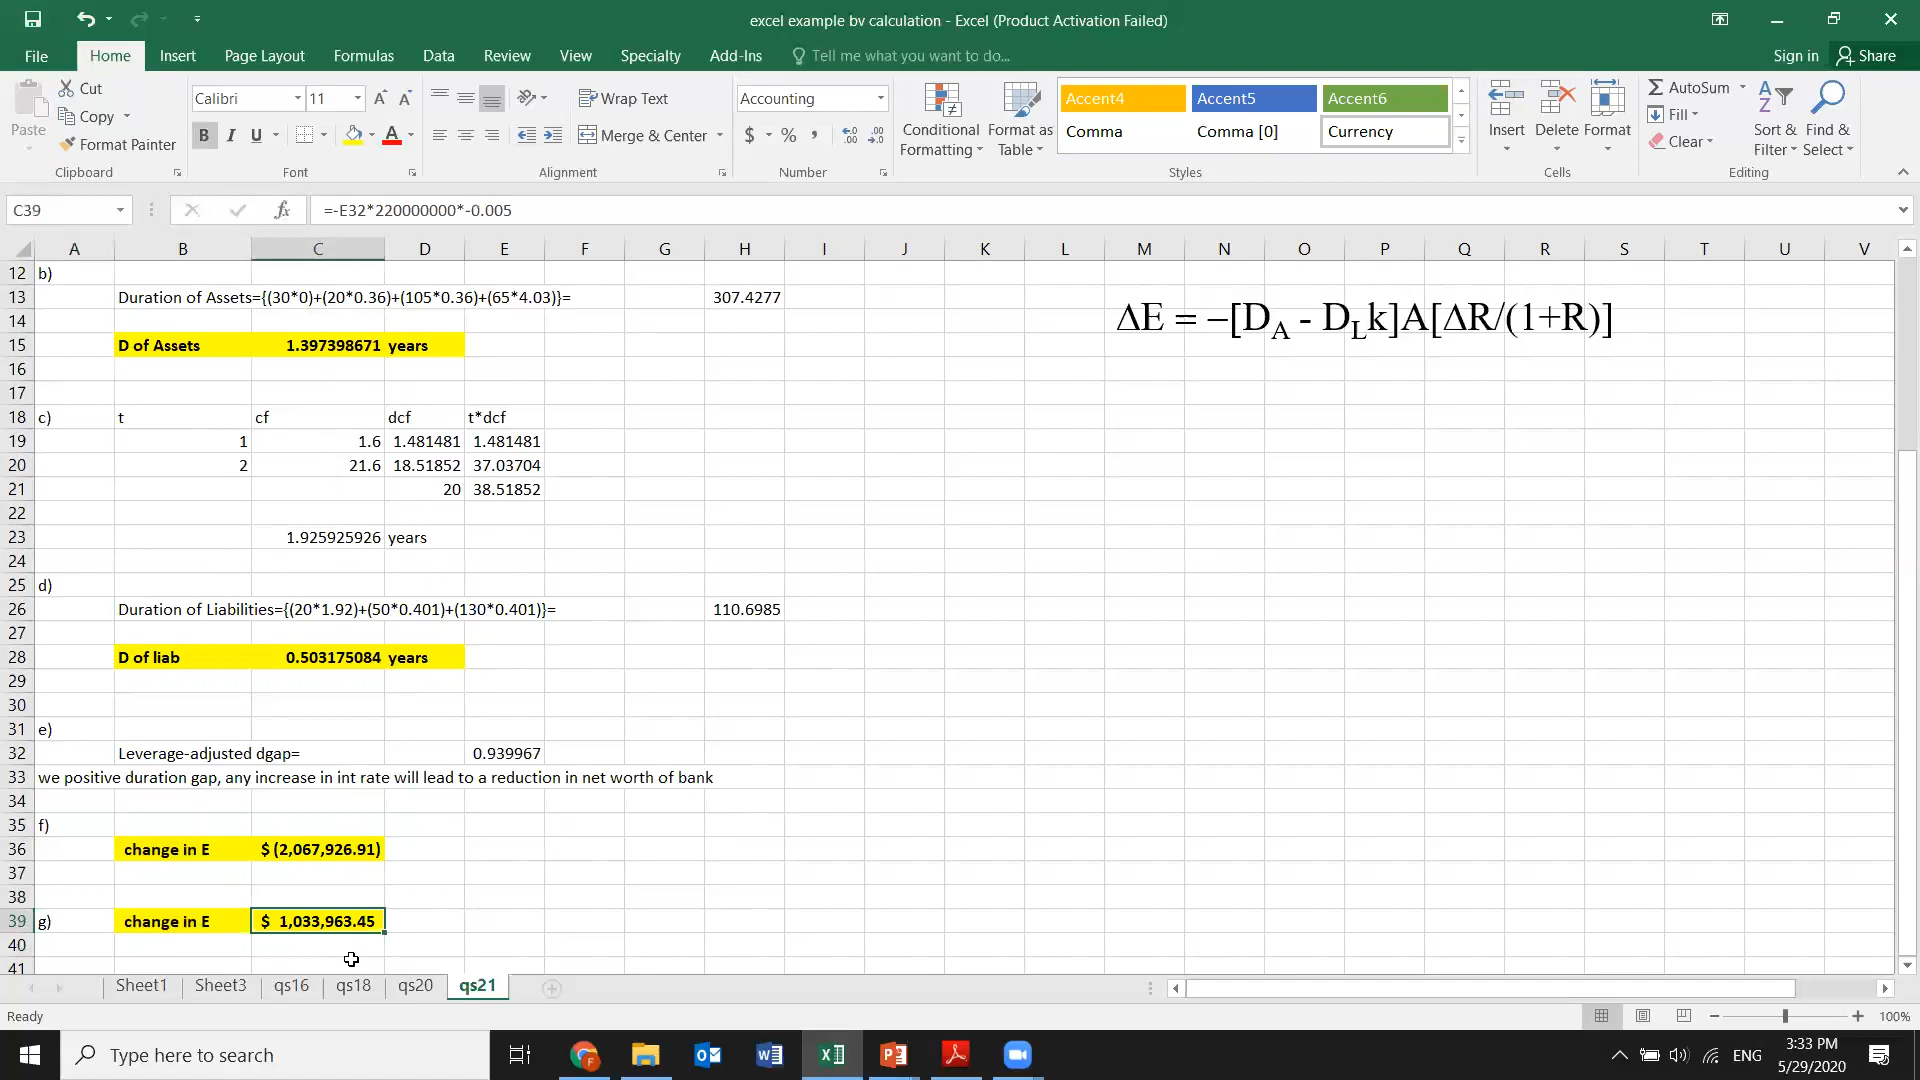 excel example bv calculation - Excel (Product Activation Failed)
File Home Insert Page Layout Formulas Data Review View Specialty Add-Ins Tell me what you want to do... Sign in Share
Cut
Copy
Paste
Format Painter
Calibri 11
B I U
Wrap Text
Merge & Center
Accounting
$ % ,
Conditional Formatting
Format as Table
Accent4 Accent5 Accent6
Comma Comma [0] Currency
Insert Delete Format
AutoSum
Fill
Clear
Sort & Filter
Find & Select
Clipboard Font Alignment Number Styles Cells Editing
C39 fx =-E32*220000000*-0.005
A B C D E F G H I J K L M N O P Q R S T U V
12 b)
13 Duration of Assets={(30*0)+(20*0.36)+(105*0.36)+(65*4.03)}= 307.4277
ΔE = −[DA - DLk]A[ΔR/(1+R)]
14
15 D of Assets 1.397398671 years
16
17
18 c) t cf dcf t*dcf
19 1 1.6 1.481481 1.481481
20 2 21.6 18.51852 37.03704
21 20 38.51852
22
23 1.925925926 years
24
25 d)
26 Duration of Liabilities={(20*1.92)+(50*0.401)+(130*0.401)}= 110.6985
27
28 D of liab 0.503175084 years
29
30
31 e)
32 Leverage-adjusted dgap= 0.939967
33 we positive duration gap, any increase in int rate will lead to a reduction in net worth of bank
34
35 f)
36 change in E $ (2,067,926.91)
37
38
39 g) change in E $ 1,033,963.45
40
41
Sheet1 Sheet3 qs16 qs18 qs20 qs21
Ready 100%
Type here to search
ENG
3:33 PM
5/29/2020